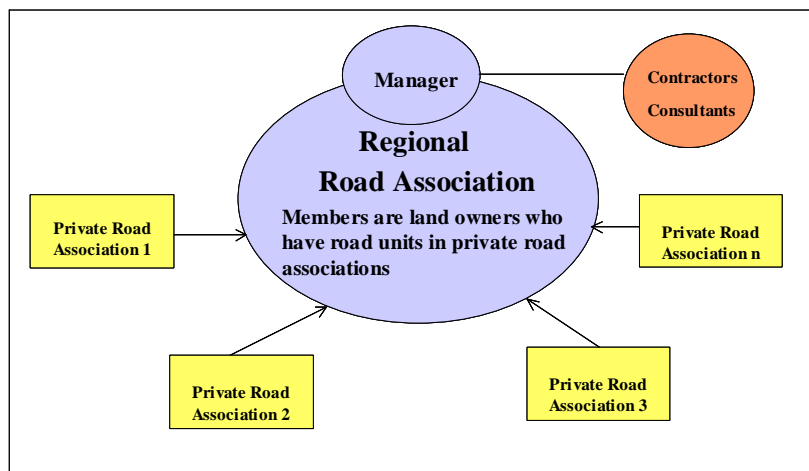 Manager
Contractors
Consultants
Regional
Road Association
Members are land owners who
have road units in private road
associations
Private Road
Association 1
Private Road
Association n
Private Road
Association 2
Private Road
Association 3